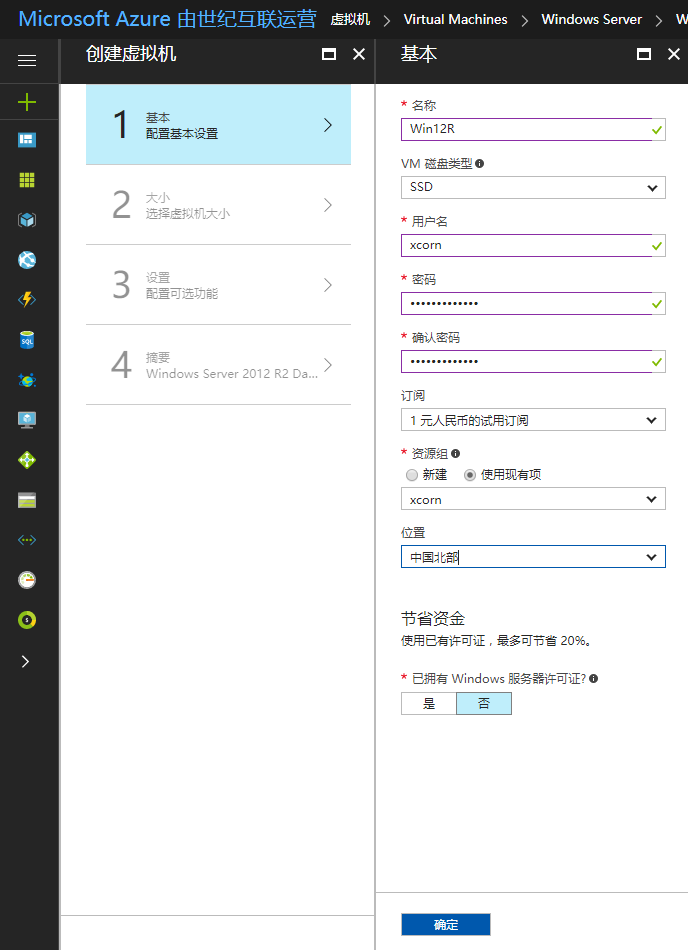 Microsoft Azure 由世纪互联运营 虚拟机 Virtual Machines Windows Server W
创建虚拟机
1 基本
配置基本设置
2 大小
选择虚拟机大小
3 设置
配置可选功能
4 摘要
Windows Server 2012 R2 Da...
基本
* 名称
Win12R
VM 磁盘类型
SSD
* 用户名
xcorn
* 密码
•••••••••••••
* 确认密码
•••••••••••••
订阅
1 元人民币的试用订阅
* 资源组
新建 使用现有项
xcorn
位置
中国北部
节省资金
使用已有许可证，最多可节省 20%。
* 已拥有 Windows 服务器许可证?
是 否
确定
SQL